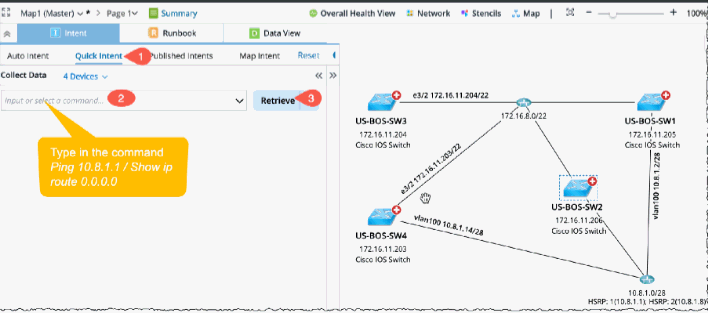 Map1 (Master) * > Page 1 Summary Overall Health View Network Stencils Map 100%
I Intent R Runbook D Data View
Auto Intent Quick Intent 1 Published Intents Map Intent Reset
Collect Data 4 Devices
Input or select a command... 2 Retrieve 3
Type in the command
Ping 10.8.1.1 / Show ip
route 0.0.0.0
e3/2 172.16.11.204/22
US-BOS-SW3
172.16.11.204
Cisco IOS Switch
172.16.8.0/22
US-BOS-SW1
172.16.11.205
Cisco IOS Switch
e3/2 172.16.11.203/22
vlan100 10.8.1.2/28
US-BOS-SW2
172.16.11.206
Cisco IOS Switch
US-BOS-SW4
172.16.11.203
Cisco IOS Switch
vlan100 10.8.1.14/28
10.8.1.0/28
HSRP: 1(10.8.1.1); HSRP: 2(10.8.1.8)